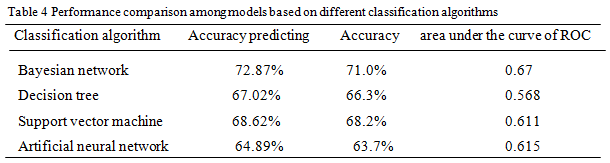 Table 4 Performance comparison among models based on different classification algorithms
Classification algorithm Accuracy predicting Accuracy area under the curve of ROC
Bayesian network 72.87% 71.0% 0.67
Decision tree 67.02% 66.3% 0.568
Support vector machine 68.62% 68.2% 0.611
Artificial neural network 64.89% 63.7% 0.615